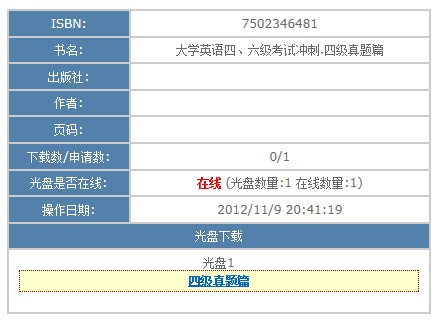 ISBN: 7502346481
书名: 大学英语四、六级考试冲刺.四级真题篇
出版社:
作者:
页码:
下载数/申请数: 0/1
光盘是否在线: 在线 (光盘数量:1 在线数量:1)
操作日期: 2012/11/9 20:41:19
光盘下载
光盘1
四级真题篇